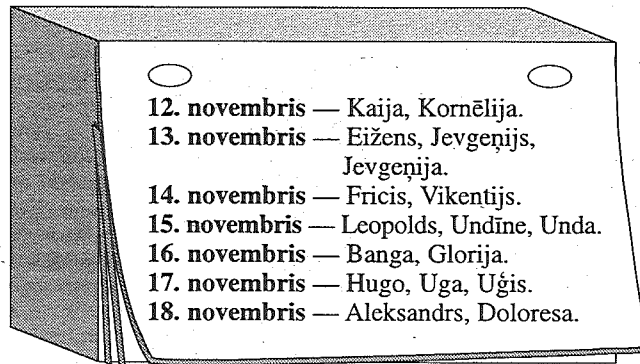 12. novembris — Kaija, Kornēlija.
13. novembris — Eižens, Jevgeņijs,
Jevgeņija.
14. novembris — Fricis, Vikentijs.
15. novembris — Leopolds, Undīne, Unda.
16. novembris — Banga, Glorija.
17. novembris — Hugo, Uga, Uģis.
18. novembris — Aleksandrs, Doloresa.